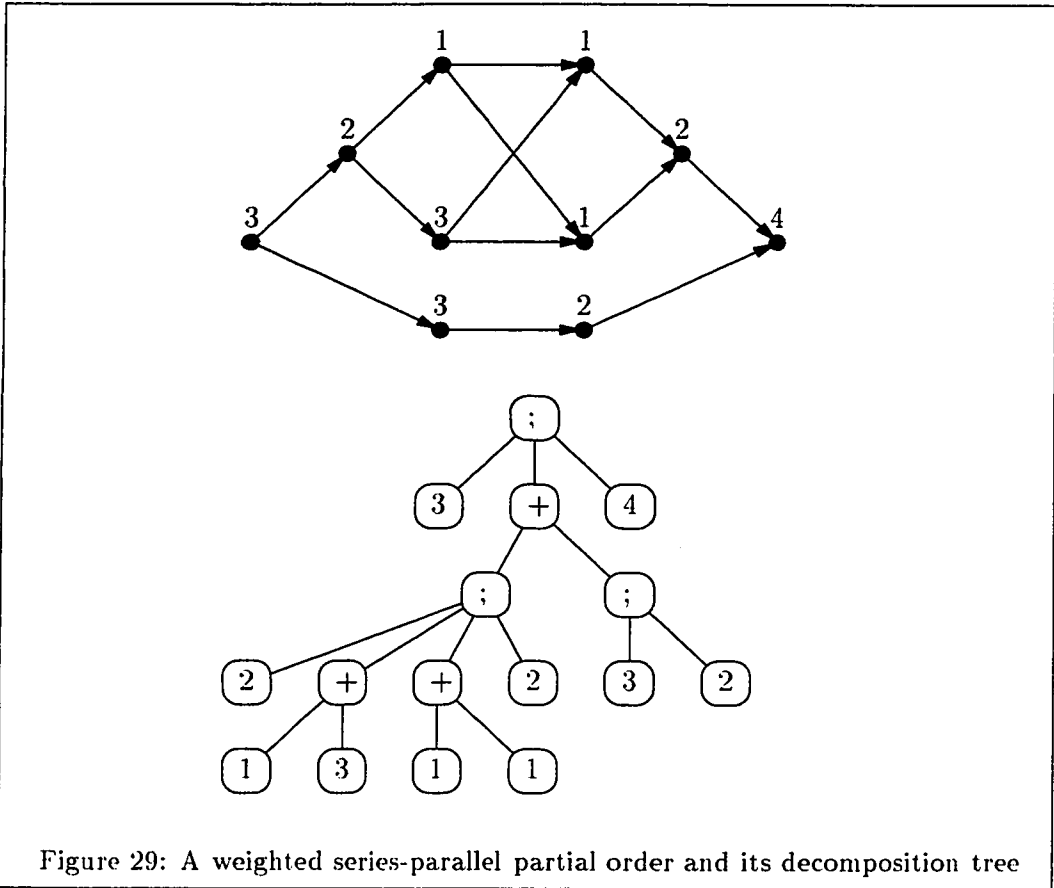 1 1
2 2
3 3 1 4
3 2
;
3 + 4
; ;
2 + + 2 3 2
1 3 1 1
Figure 29: A weighted series-parallel partial order and its decomposition tree